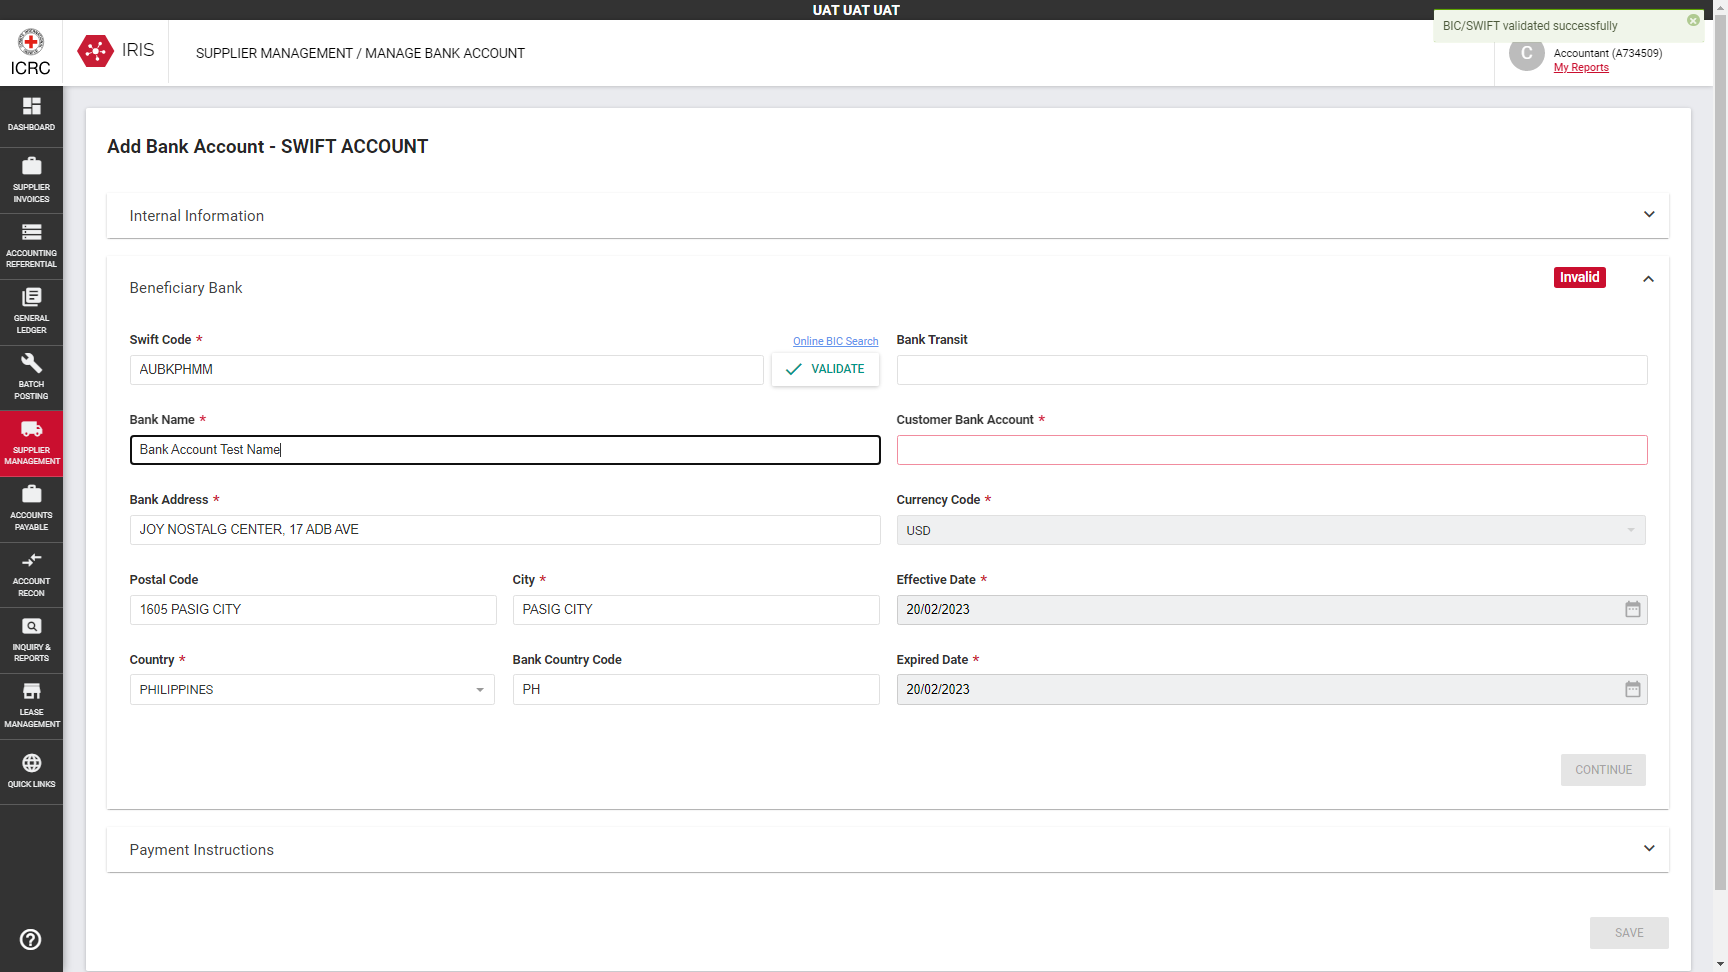 UAT UAT UAT
BIC/SWIFT validated successfully
ICRC
IRIS
SUPPLIER MANAGEMENT / MANAGE BANK ACCOUNT
C
Accountant (A734509)
My Reports
DASHBOARD
SUPPLIER
INVOICES
ACCOUNTING
REFERENTIAL
GENERAL
LEDGER
BATCH
POSTING
SUPPLIER
MANAGEMENT
ACCOUNTS
PAYABLE
ACCOUNT
RECON
INQUIRY &
REPORTS
LEASE
MANAGEMENT
QUICK LINKS
Add Bank Account - SWIFT ACCOUNT
Internal Information
Beneficiary Bank
Invalid
Swift Code *
Online BIC Search
Bank Transit
AUBKPHMM
VALIDATE
Bank Name *
Customer Bank Account *
Bank Account Test Name
Bank Address *
Currency Code *
JOY NOSTALG CENTER, 17 ADB AVE
USD
Postal Code
City *
Effective Date *
1605 PASIG CITY
PASIG CITY
20/02/2023
Country *
Bank Country Code
Expired Date *
PHILIPPINES
PH
20/02/2023
CONTINUE
Payment Instructions
SAVE